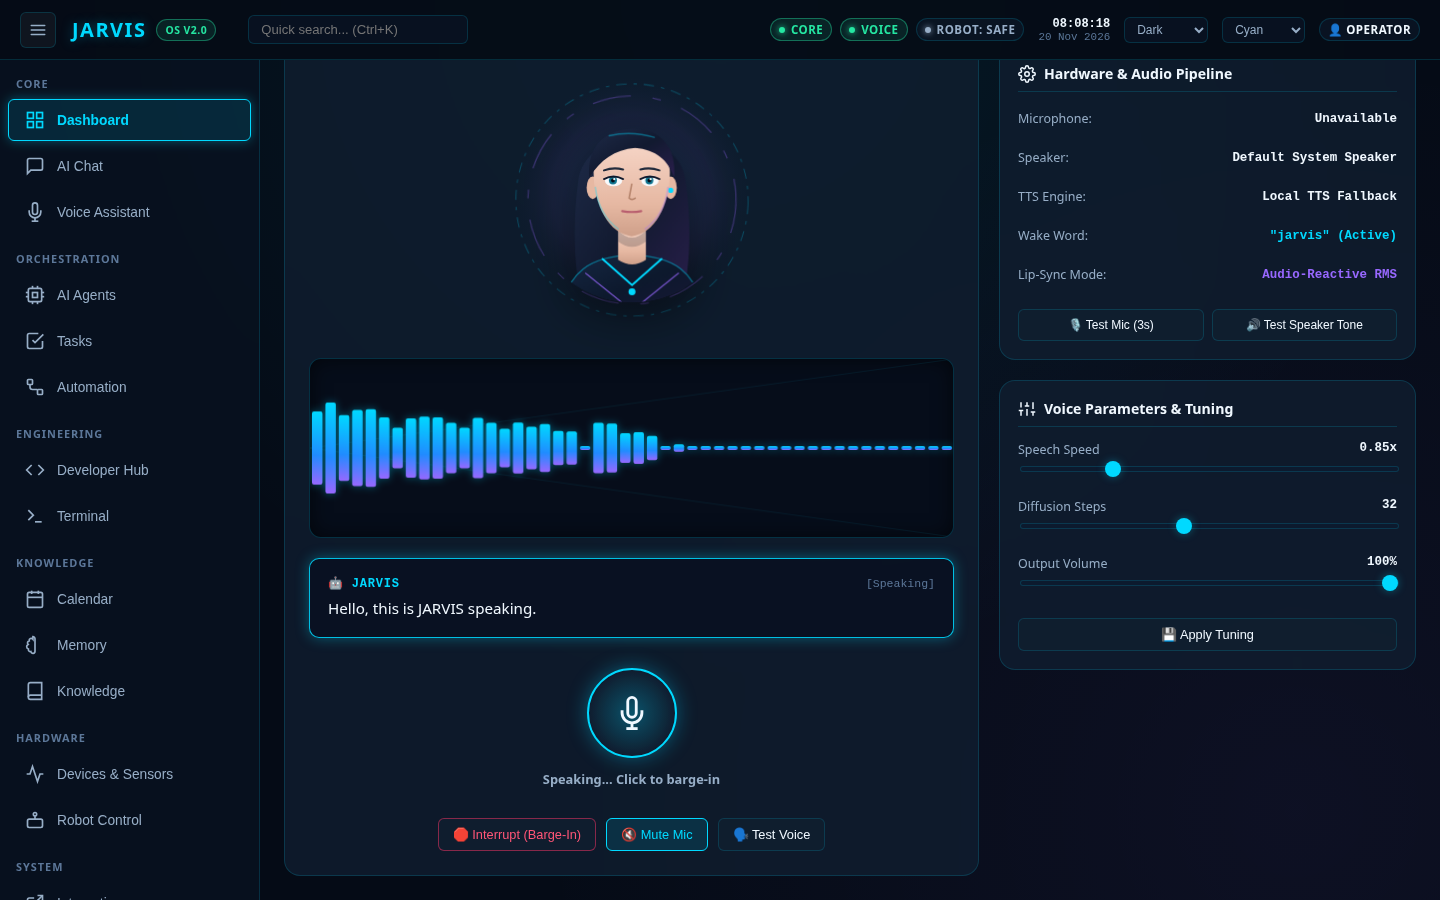 JARVIS
OS V2.0
Quick search... (Ctrl+K)
CORE
VOICE
ROBOT: SAFE
08:08:18
20 Nov 2026
Dark
Cyan
OPERATOR
CORE
Dashboard
AI Chat
Voice Assistant
ORCHESTRATION
AI Agents
Tasks
Automation
ENGINEERING
Developer Hub
Terminal
KNOWLEDGE
Calendar
Memory
Knowledge
HARDWARE
Devices & Sensors
Robot Control
SYSTEM
JARVIS
[Speaking]
Hello, this is JARVIS speaking.
Speaking... Click to barge-in
Interrupt (Barge-In)
Mute Mic
Test Voice
Hardware & Audio Pipeline
Microphone: Unavailable
Speaker: Default System Speaker
TTS Engine: Local TTS Fallback
Wake Word: "jarvis" (Active)
Lip-Sync Mode: Audio-Reactive RMS
Test Mic (3s)
Test Speaker Tone
Voice Parameters & Tuning
Speech Speed 0.85x
Diffusion Steps 32
Output Volume 100%
Apply Tuning